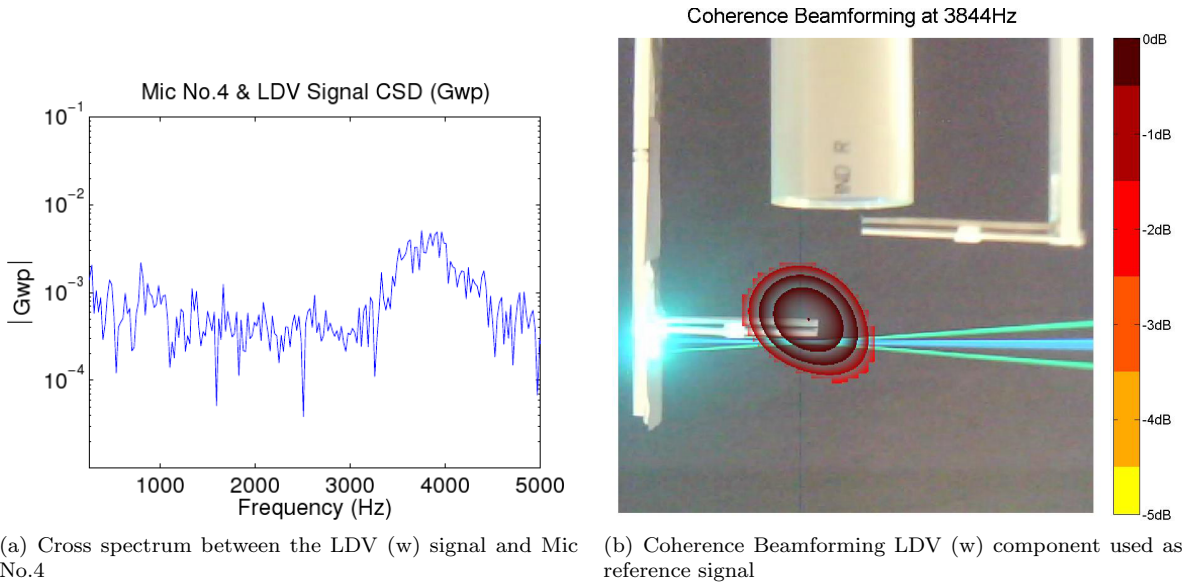 Mic No.4 & LDV Signal CSD (Gwp)
|Gwp|
10^-1
10^-2
10^-3
10^-4
1000 2000 3000 4000 5000
Frequency (Hz)
(a) Cross spectrum between the LDV (w) signal and Mic
No.4
Coherence Beamforming at 3844Hz
IND R
0dB
-1dB
-2dB
-3dB
-4dB
-5dB
(b) Coherence Beamforming LDV (w) component used as
reference signal